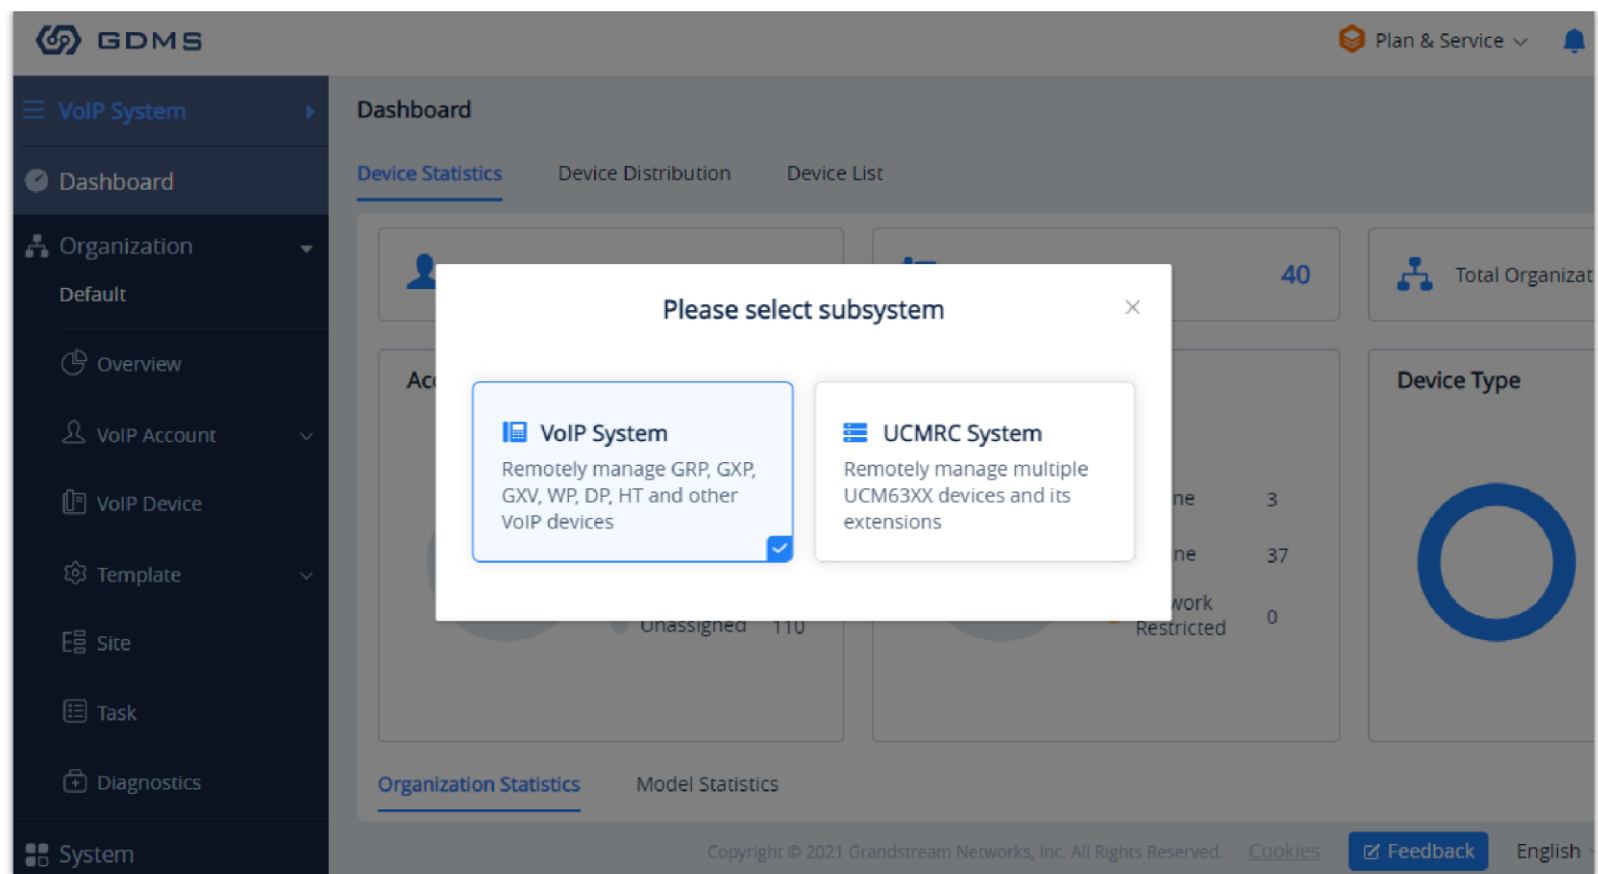 GDMS
Plan & Service
VoIP System
Dashboard
Dashboard
Device Statistics
Device Distribution
Device List
Organization
Default
40
Total Organizat
Please select subsystem
Overview
Acc
Device Type
VoIP System
Remotely manage GRP, GXP,
GXV, WP, DP, HT and other
VoIP devices
UCMRC System
Remotely manage multiple
UCM63XX devices and its
extensions
VoIP Account
VoIP Device
ne 3
ne 37
work
Restricted 0
Template
Unassigned 110
Site
Task
Diagnostics
Organization Statistics
Model Statistics
System
Copyright © 2021 Grandstream Networks, Inc. All Rights Reserved.
Cookies
Feedback
English